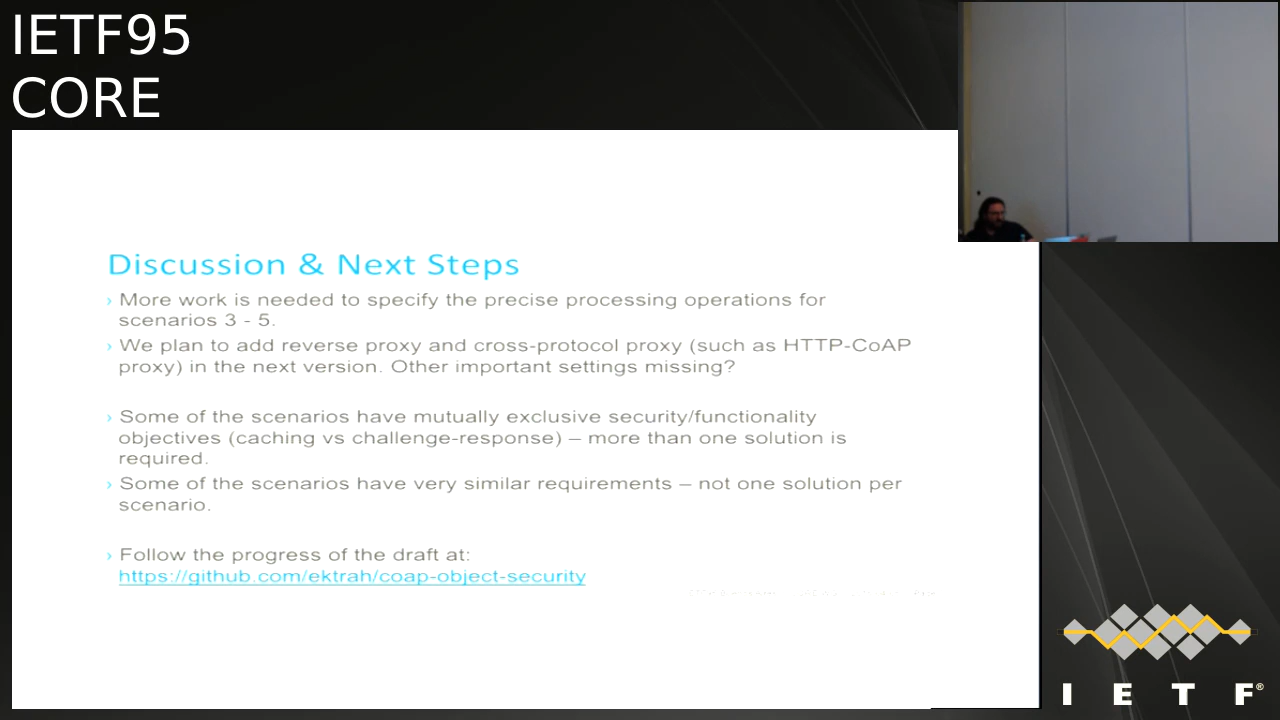 IETF95
CORE
Discussion & Next Steps
› More work is needed to specify the precise processing operations for
scenarios 3 - 5.
› We plan to add reverse proxy and cross-protocol proxy (such as HTTP-CoAP
proxy) in the next version. Other important settings missing?
› Some of the scenarios have mutually exclusive security/functionality
objectives (caching vs challenge-response) – more than one solution is
required.
› Some of the scenarios have very similar requirements – not one solution per
scenario.
› Follow the progress of the draft at:
https://github.com/ektrah/coap-object-security
I E T F®